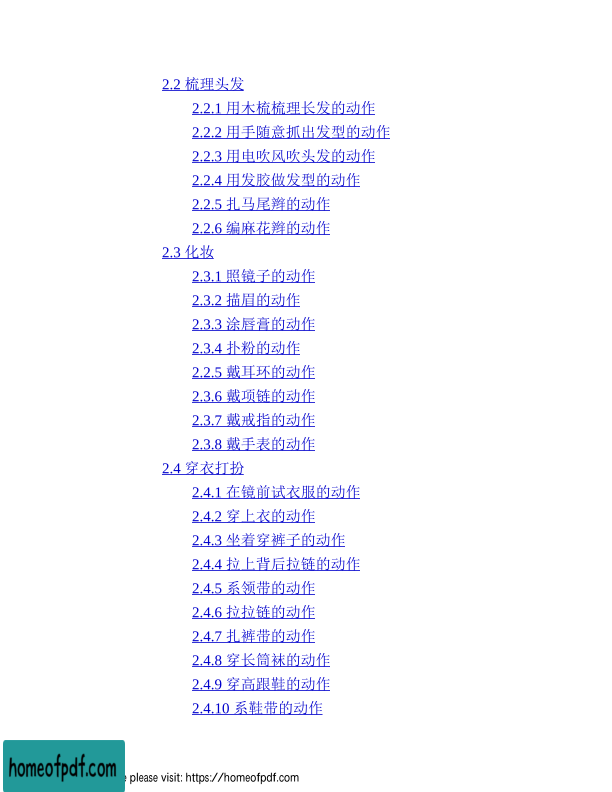 2.2 梳理头发
2.2.1 用木梳梳理长发的动作
2.2.2 用手随意抓出发型的动作
2.2.3 用电吹风吹头发的动作
2.2.4 用发胶做发型的动作
2.2.5 扎马尾辫的动作
2.2.6 编麻花辫的动作
2.3 化妆
2.3.1 照镜子的动作
2.3.2 描眉的动作
2.3.3 涂唇膏的动作
2.3.4 扑粉的动作
2.2.5 戴耳环的动作
2.3.6 戴项链的动作
2.3.7 戴戒指的动作
2.3.8 戴手表的动作
2.4 穿衣打扮
2.4.1 在镜前试衣服的动作
2.4.2 穿上衣的动作
2.4.3 坐着穿裤子的动作
2.4.4 拉上背后拉链的动作
2.4.5 系领带的动作
2.4.6 拉拉链的动作
2.4.7 扎裤带的动作
2.4.8 穿长筒袜的动作
2.4.9 穿高跟鞋的动作
2.4.10 系鞋带的动作
homeofpdf.com
please visit: https://homeofpdf.com